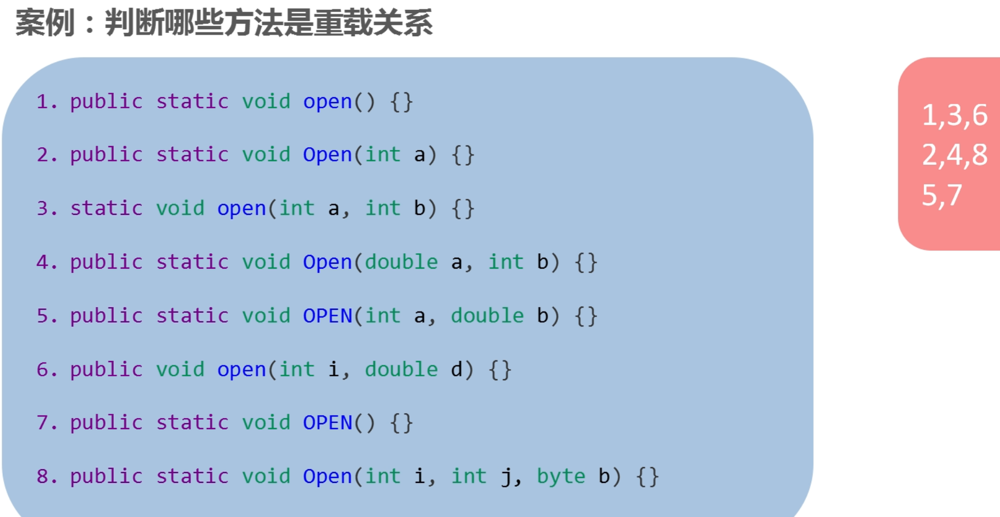 案例：判断哪些方法是重载关系
1. public static void open() {}
2. public static void Open(int a) {}
3. static void open(int a, int b) {}
4. public static void Open(double a, int b) {}
5. public static void OPEN(int a, double b) {}
6. public void open(int i, double d) {}
7. public static void OPEN() {}
8. public static void Open(int i, int j, byte b) {}
1,3,6
2,4,8
5,7